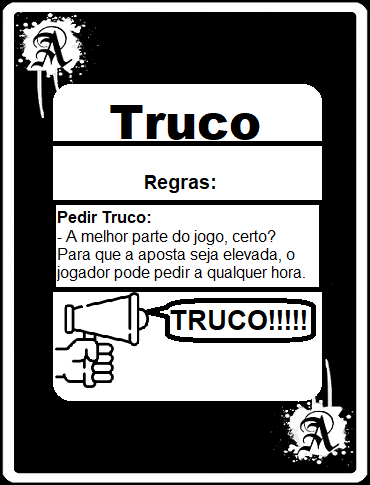 A
Truco
Regras:
Pedir Truco:
- A melhor parte do jogo, certo?
Para que a aposta seja elevada, o
jogador pode pedir a qualquer hora.
TRUCO!!!!!
A